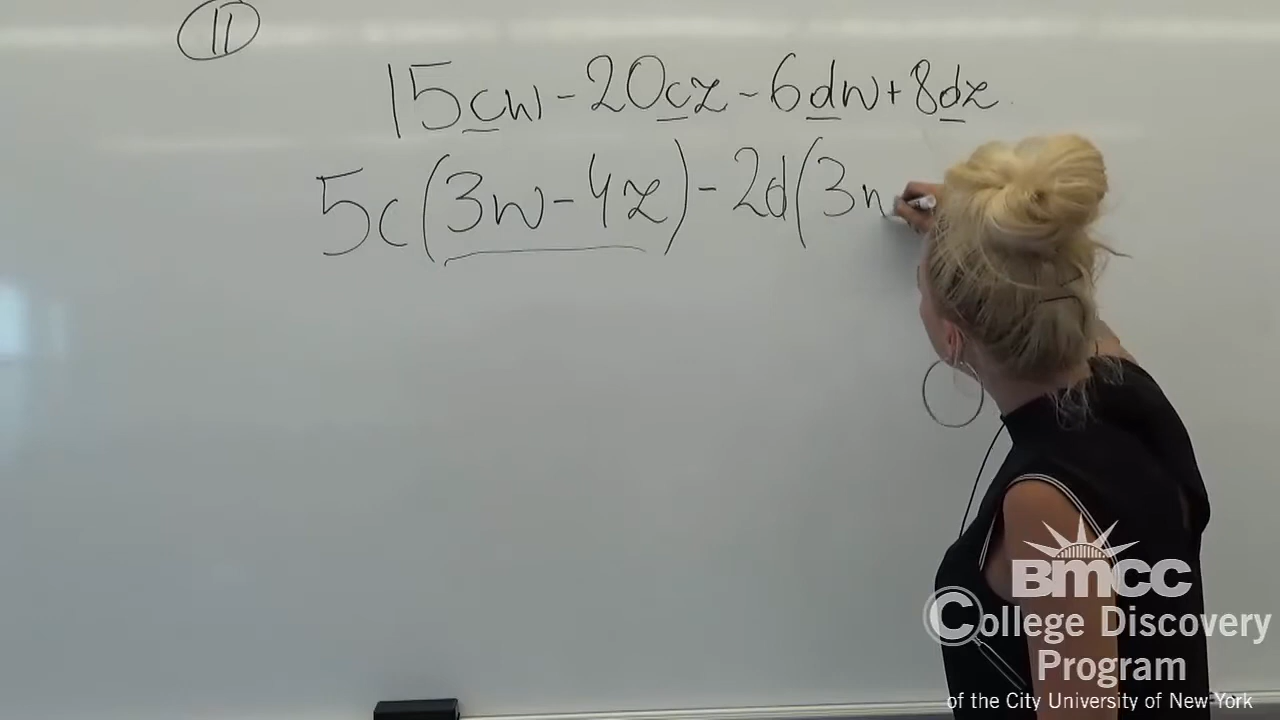 11
15cw - 20cz - 6dw + 8dz
5c(3w - 4z) - 2d(3w
BMCC
College Discovery
Program
of the City University of New York